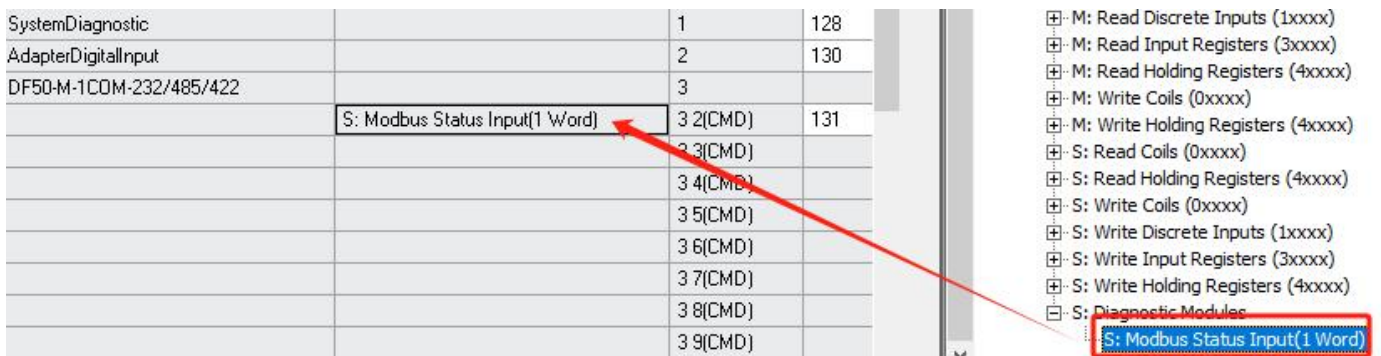 SystemDiagnostic 1 128
AdapterDigitalInput 2 130
DF50-M-1COM-232/485/422 3
S: Modbus Status Input(1 Word) 3 2(CMD) 131
3 3(CMD)
3 4(CMD)
3 5(CMD)
3 6(CMD)
3 7(CMD)
3 8(CMD)
3 9(CMD)
M: Read Discrete Inputs (1xxxx)
M: Read Input Registers (3xxxx)
M: Read Holding Registers (4xxxx)
M: Write Coils (0xxxx)
M: Write Holding Registers (4xxxx)
S: Read Coils (0xxxx)
S: Read Holding Registers (4xxxx)
S: Write Coils (0xxxx)
S: Write Discrete Inputs (1xxxx)
S: Write Input Registers (3xxxx)
S: Write Holding Registers (4xxxx)
S: Diagnostic Modules
S: Modbus Status Input(1 Word)